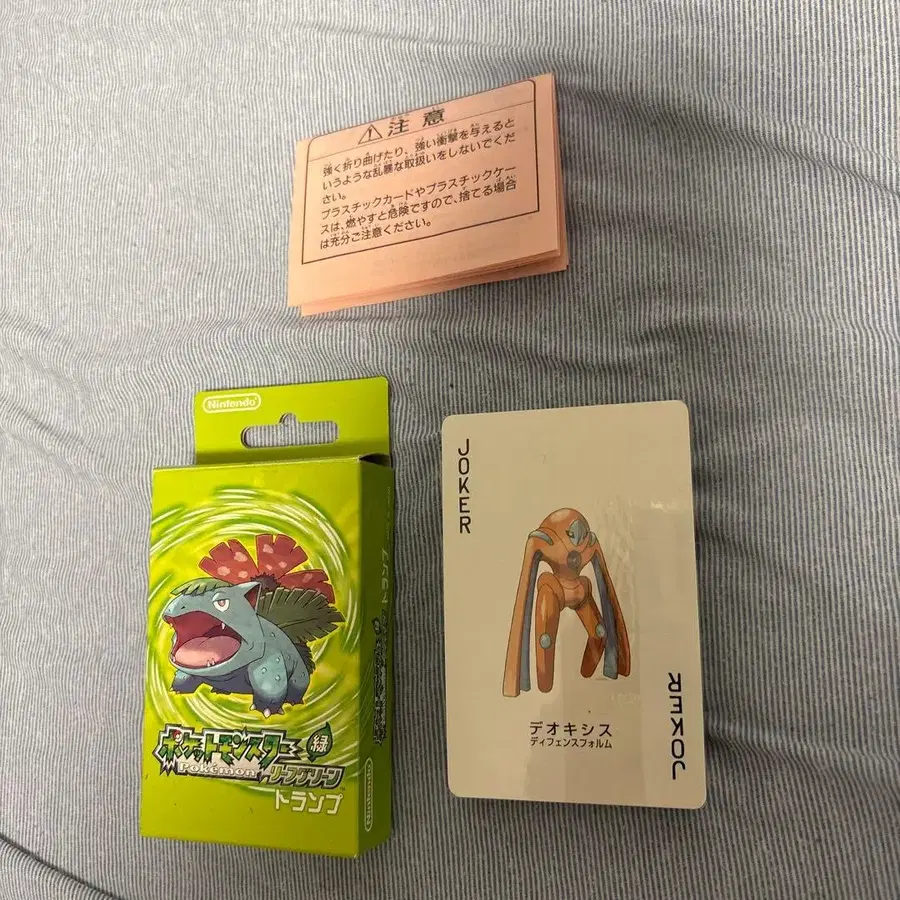 注意
強く折り曲げたり、強い衝撃を与えると
いうような乱暴な取扱いをしないでくだ
さい。
プラスチックカードやプラスチックケー
スは、燃やすと危険ですので、捨てる場合
は充分ご注意ください。
Nintendo
ポケットモンスター
緑
Pokémon
リーフグリーン
トランプ
Nintendo
JOKER
デオキシス
ディフェンスフォルム
JOKER